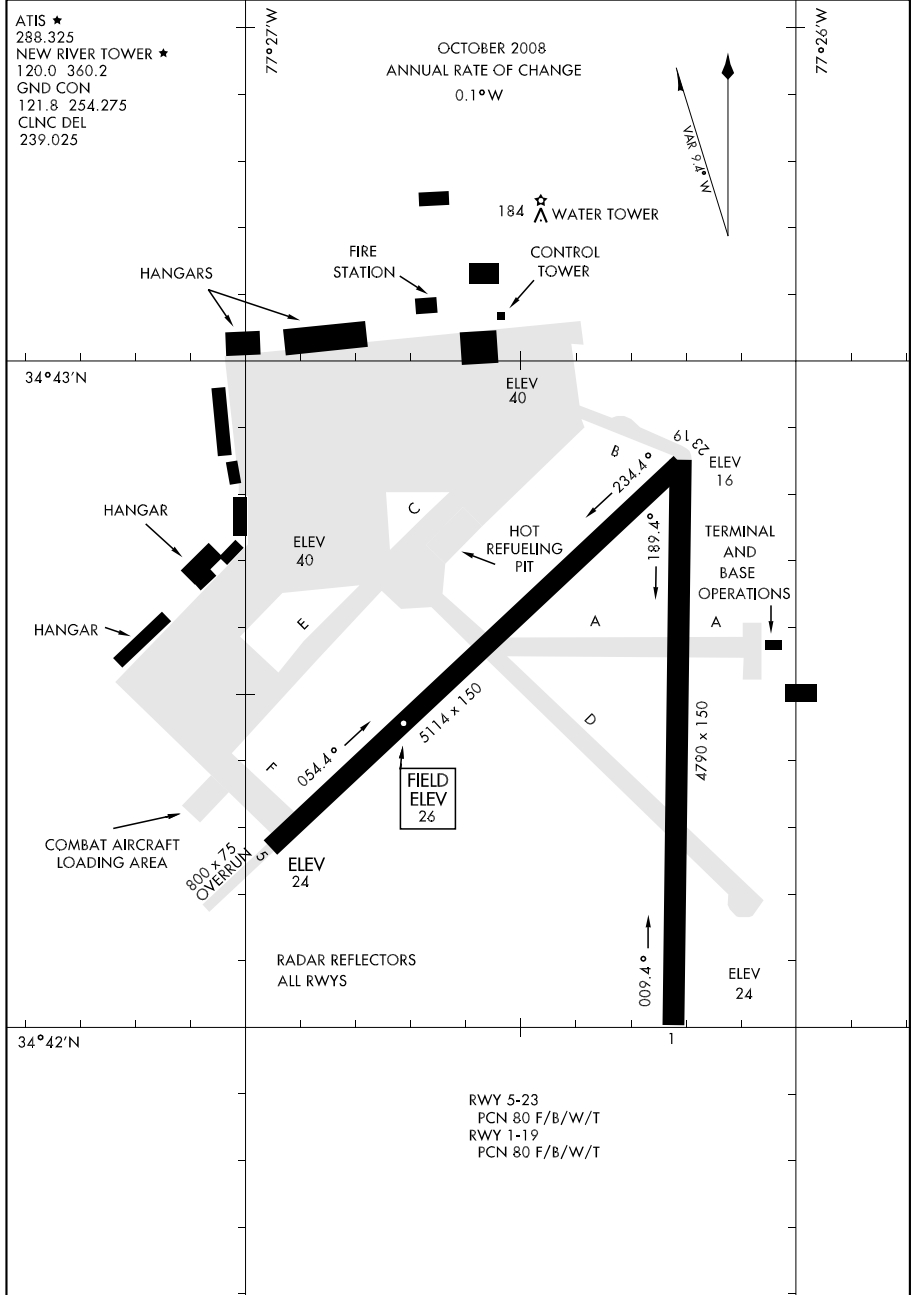 ATIS ★
288.325
NEW RIVER TOWER ★
120.0 360.2
GND CON
121.8 254.275
CLNC DEL
239.025
77°27'W
OCTOBER 2008
ANNUAL RATE OF CHANGE
0.1°W
77°26'W
VAR 9.4° W
184
WATER TOWER
FIRE
STATION
CONTROL
TOWER
HANGARS
34°43'N
ELEV
40
19
23
B
234.4°
ELEV
16
C
HANGAR
ELEV
40
HOT
REFUELING
PIT
189.4°
TERMINAL
AND
BASE
OPERATIONS
HANGAR
E
A
A
5114 x 150
D
4790 x 150
F
054.4°
FIELD
ELEV
26
COMBAT AIRCRAFT
LOADING AREA
800 x 75
OVERRUN
5
ELEV
24
RADAR REFLECTORS
ALL RWYS
009.4°
ELEV
24
34°42'N
1
RWY 5-23
PCN 80 F/B/W/T
RWY 1-19
PCN 80 F/B/W/T